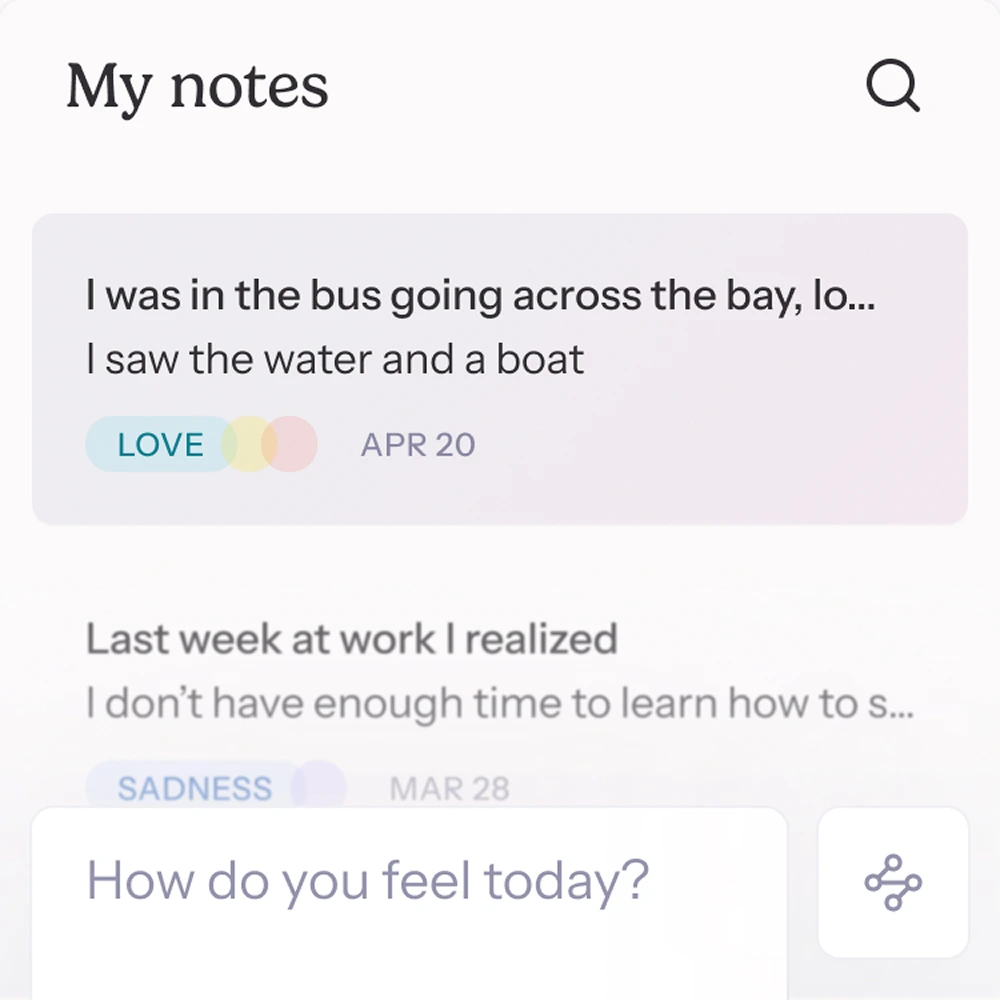 My notes
I was in the bus going across the bay, lo...
I saw the water and a boat
LOVE APR 20
Last week at work I realized
I don’t have enough time to learn how to s...
SADNESS MAR 28
How do you feel today?